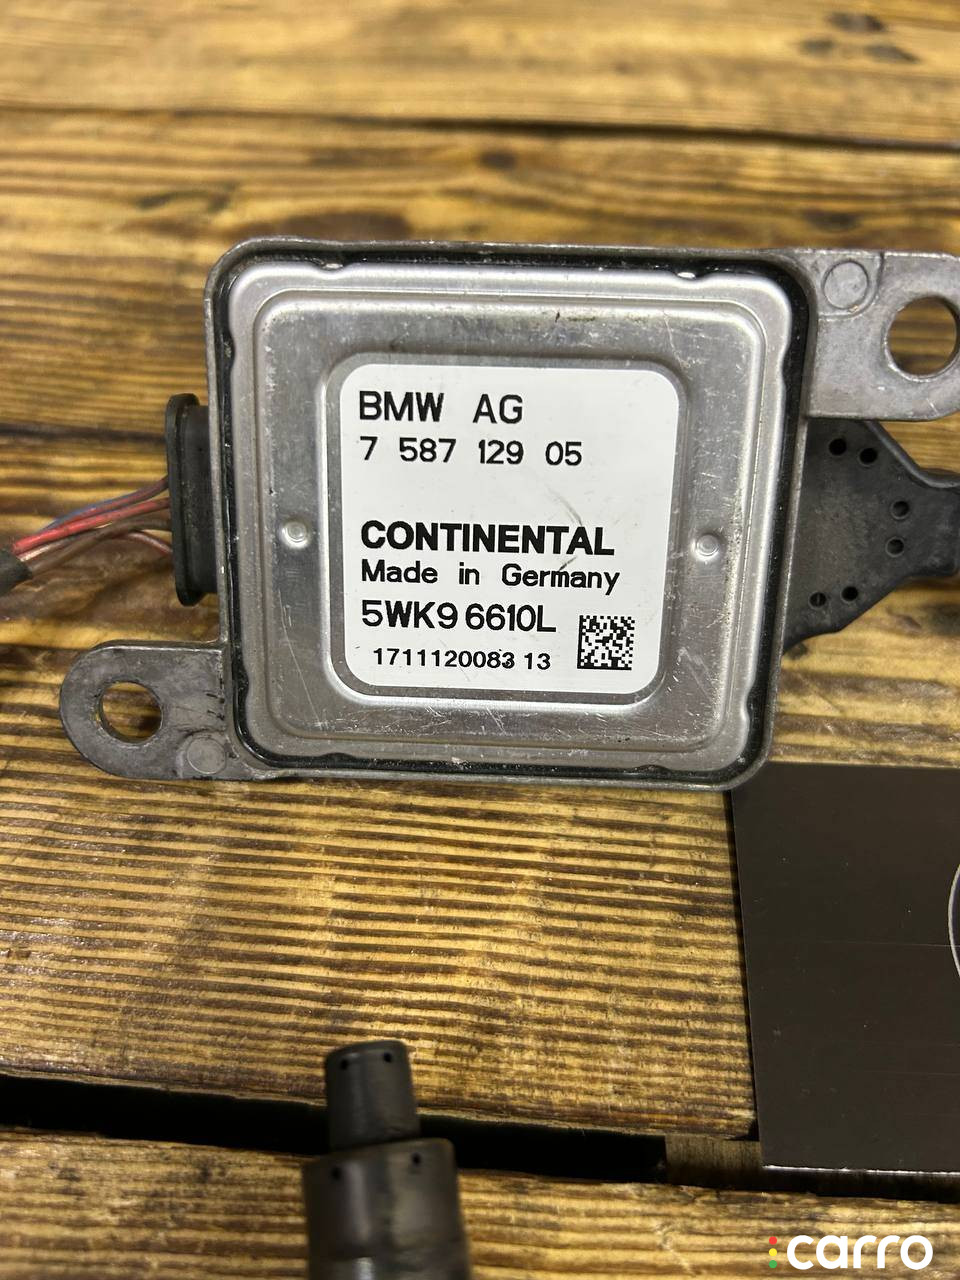 BMW AG
7 587 129 05
CONTINENTAL
Made in Germany
5WK9 6610L
1711120083 13
carro